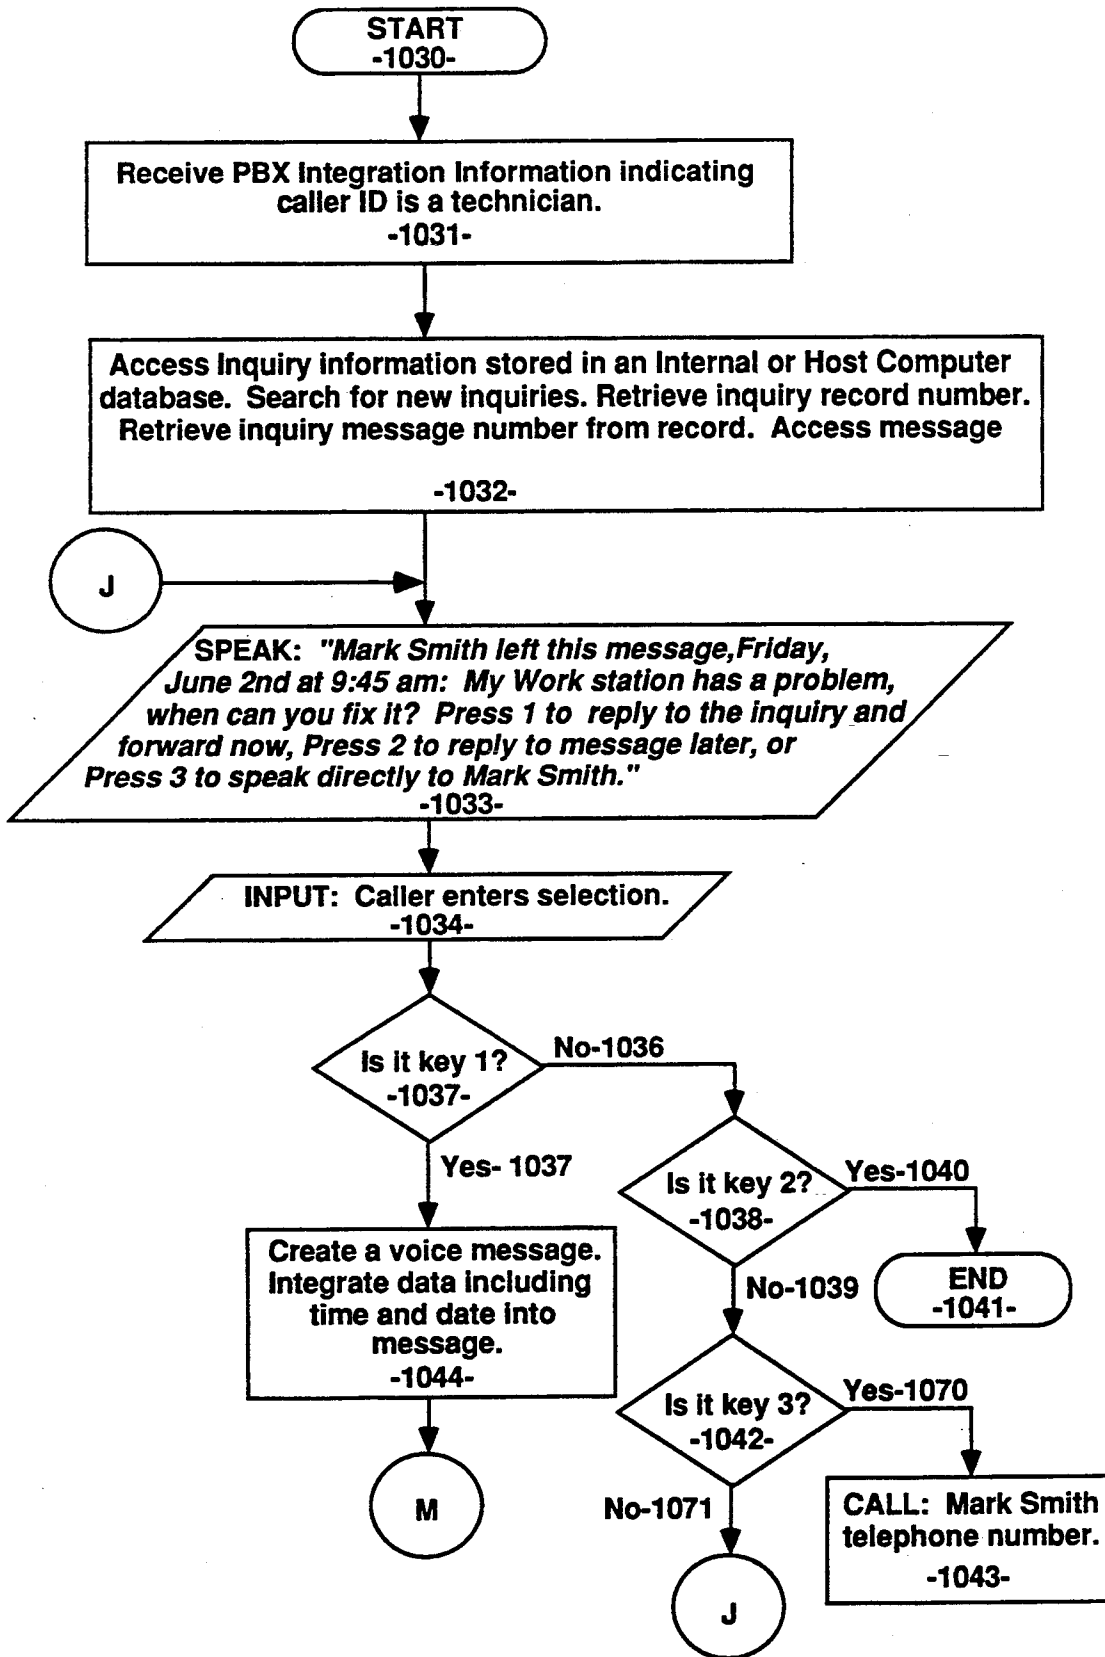 START
-1030-
Receive PBX Integration Information indicating
caller ID is a technician.
-1031-
Access Inquiry information stored in an Internal or Host Computer
database. Search for new inquiries. Retrieve inquiry record number.
Retrieve inquiry message number from record. Access message
-1032-
J
SPEAK: "Mark Smith left this message,Friday,
June 2nd at 9:45 am: My Work station has a problem,
when can you fix it? Press 1 to reply to the inquiry and
forward now, Press 2 to reply to message later, or
Press 3 to speak directly to Mark Smith."
-1033-
INPUT: Caller enters selection.
-1034-
Is it key 1?
-1037-
No-1036
Yes- 1037
Is it key 2?
-1038-
Yes-1040
Create a voice message.
Integrate data including
time and date into
message.
-1044-
No-1039
END
-1041-
Is it key 3?
-1042-
Yes-1070
M
No-1071
CALL: Mark Smith
telephone number.
-1043-
J